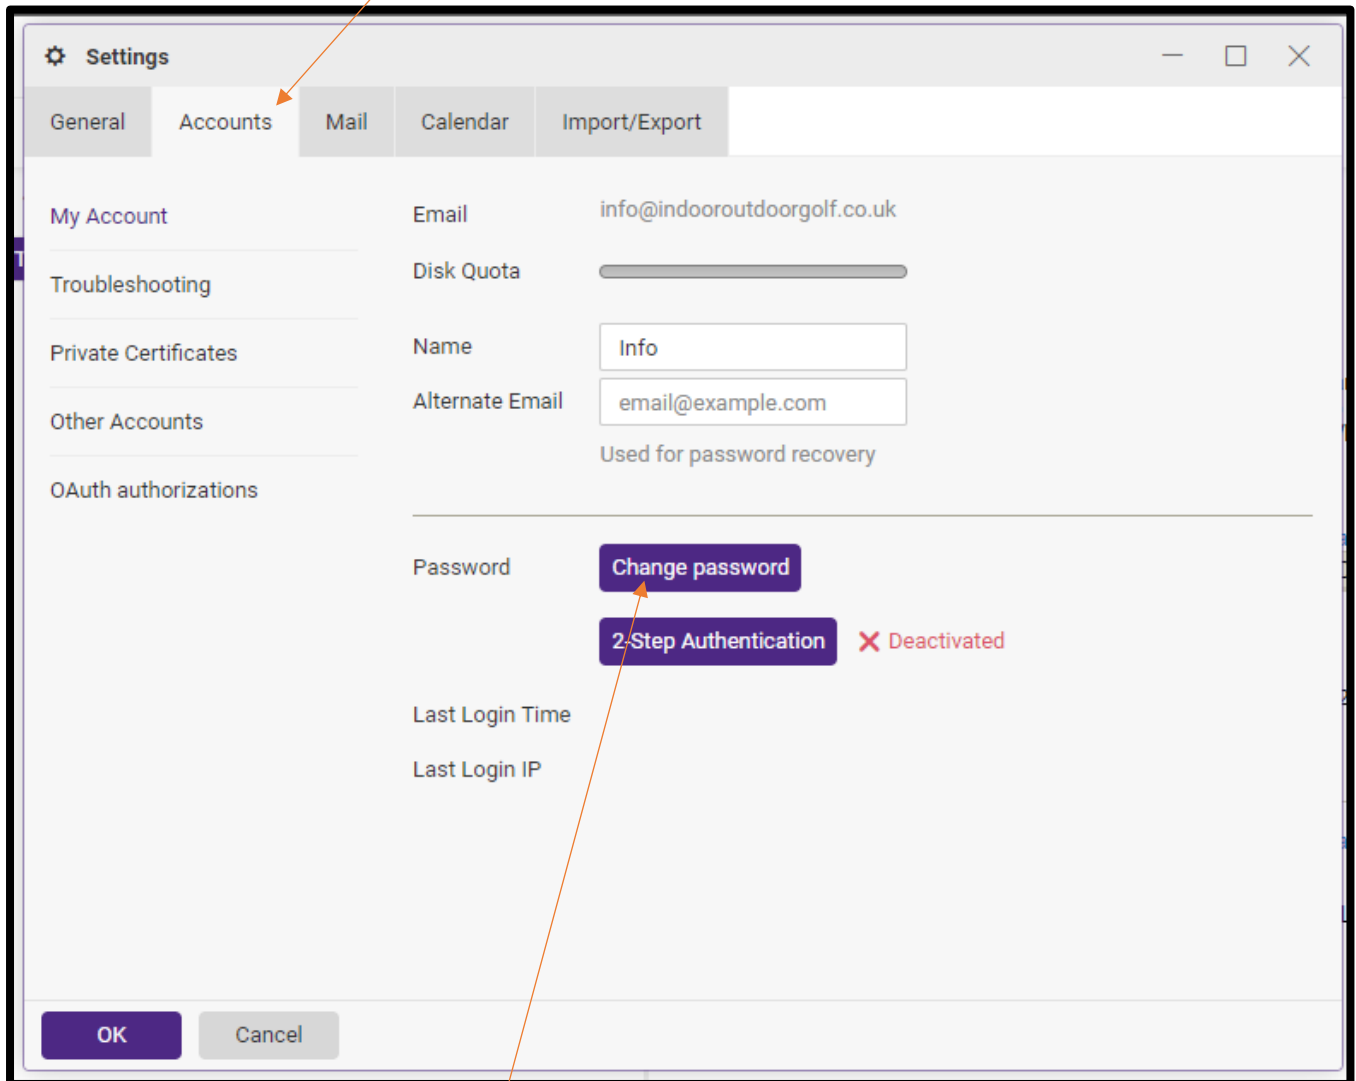 Settings
General Accounts Mail Calendar Import/Export
My Account
Troubleshooting
Private Certificates
Other Accounts
OAuth authorizations
Email info@indooroutdoorgolf.co.uk
Disk Quota
Name Info
Alternate Email email@example.com
Used for password recovery
Password Change password
2-Step Authentication Deactivated
Last Login Time
Last Login IP
OK Cancel